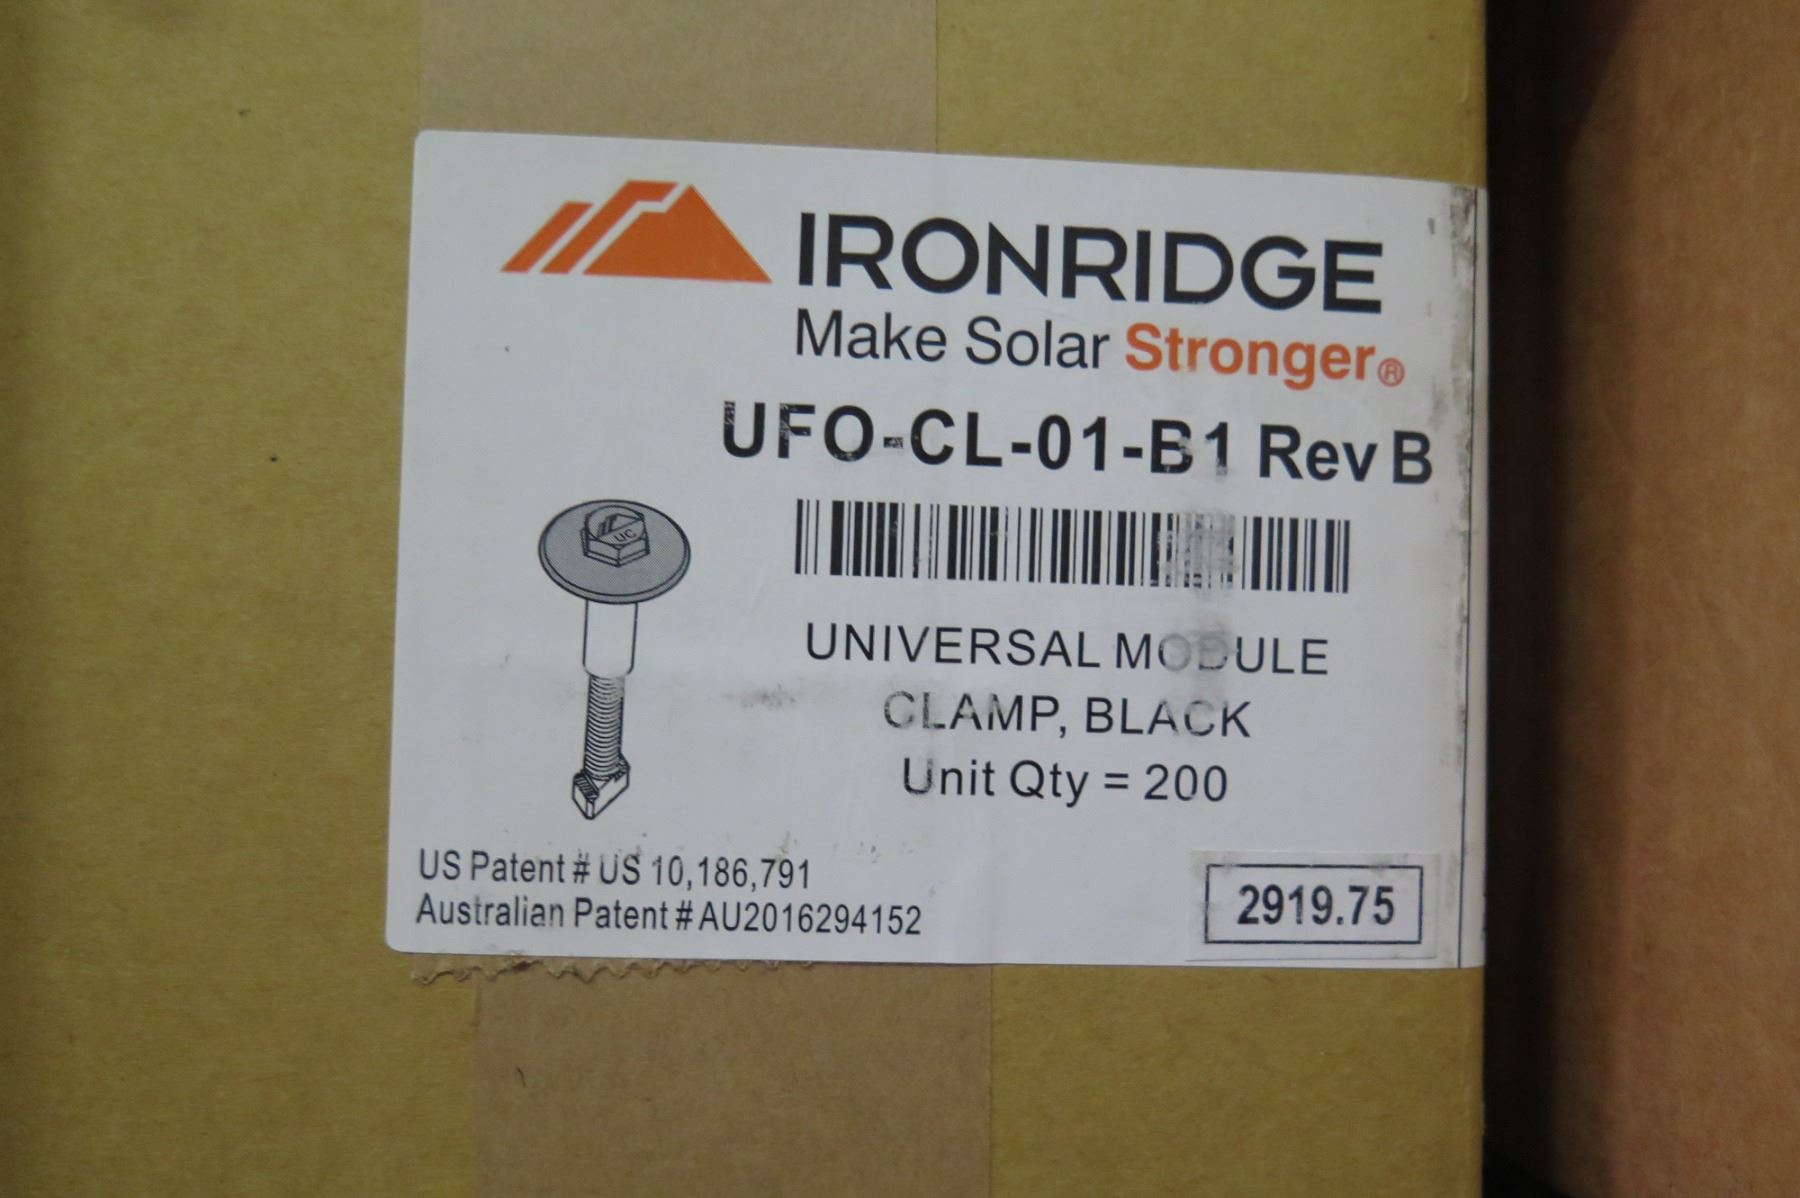 IRONRIDGE
Make Solar Stronger®
UFO-CL-01-B1 Rev B
UC
UNIVERSAL MODULE
CLAMP, BLACK
Unit Qty = 200
US Patent # US 10,186,791
Australian Patent # AU2016294152
2919.75